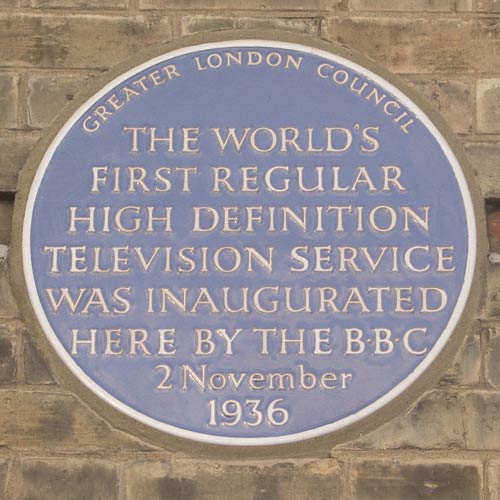 GREATER LONDON COUNCIL
THE WORLD'S
FIRST REGULAR
HIGH DEFINITION
TELEVISION SERVICE
WAS INAUGURATED
HERE BY THE B·B·C
2 November
1936